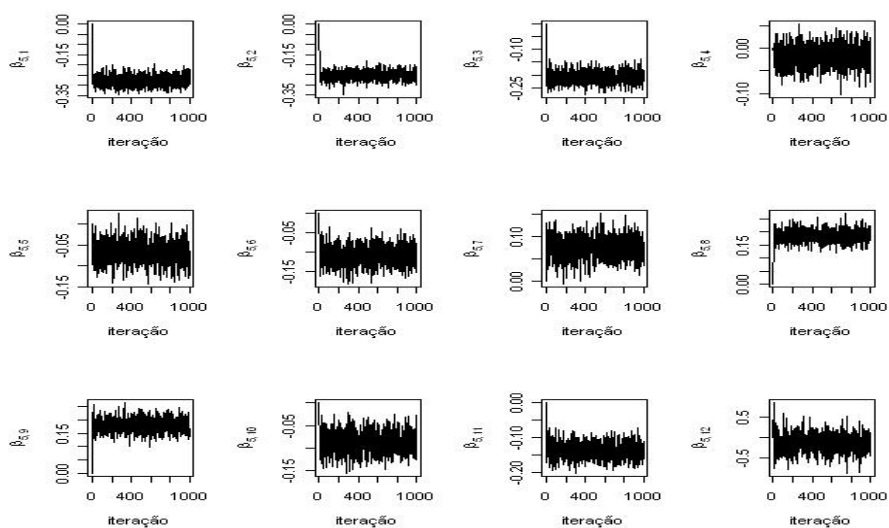 β5,1
0.00
-0.15
-0.35
0 400 1000
iteração
β5,2
0.00
-0.15
-0.35
0 400 1000
iteração
β5,3
-0.10
-0.25
0 400 1000
iteração
β5,4
0.00
-0.10
0 400 1000
iteração
β5,5
-0.05
-0.15
0 400 1000
iteração
β5,6
-0.05
-0.15
0 400 1000
iteração
β5,7
0.10
0.00
0 400 1000
iteração
β5,8
0.15
0.00
0 400 1000
iteração
β5,9
0.15
0.00
0 400 1000
iteração
β5,10
-0.05
-0.15
0 400 1000
iteração
β5,11
0.00
-0.10
-0.20
0 400 1000
iteração
β5,12
0.5
-0.5
0 400 1000
iteração